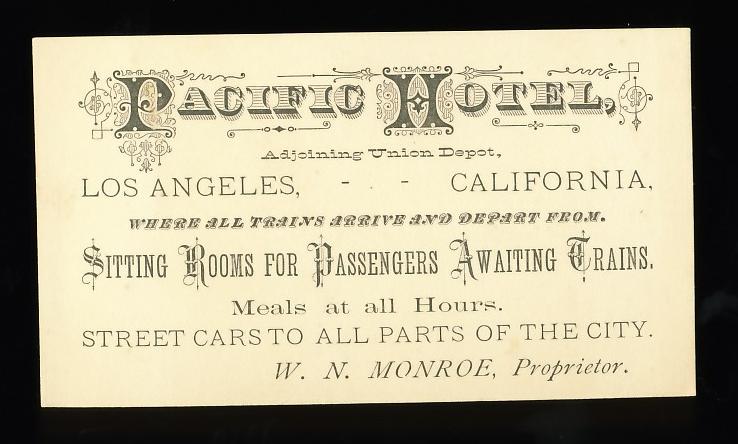 PACIFIC HOTEL,
Adjoining Union Depot,
LOS ANGELES, - - CALIFORNIA,
WHERE ALL TRAINS ARRIVE AND DEPART FROM.
SITTING ROOMS FOR PASSENGERS AWAITING TRAINS.
Meals at all Hours.
STREET CARS TO ALL PARTS OF THE CITY.
W. N. MONROE, Proprietor.